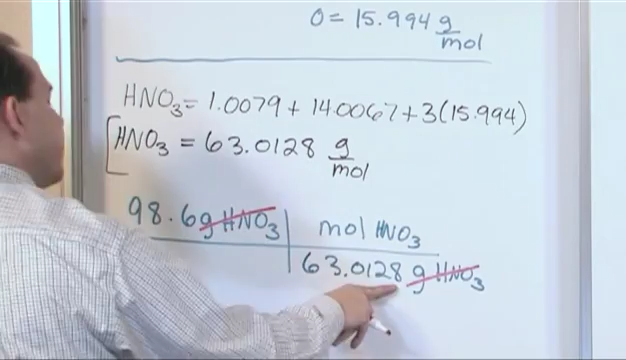 O = 15.994 g/mol
HNO₃ = 1.0079 + 14.0067 + 3(15.994)
HNO₃ = 63.0128 g/mol
98.6 g HNO₃ | mol HNO₃
63.0128 g HNO₃